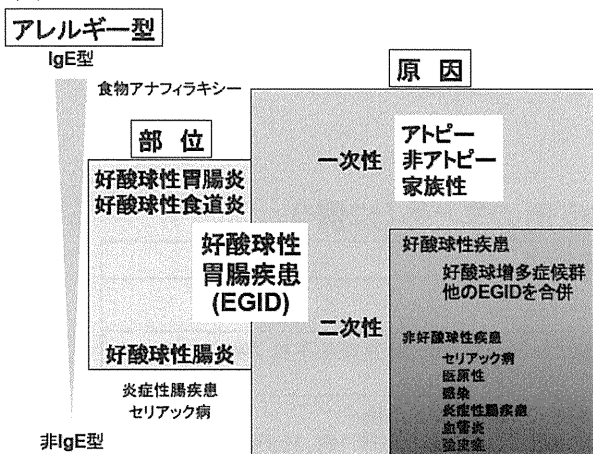 アレルギー型
IgE型
食物アナフィラキシー
部 位
好酸球性胃腸炎
好酸球性食道炎
好酸球性
胃腸疾患
(EGID)
好酸球性腸炎
炎症性腸疾患
セリアック病
非IgE型
原 因
一次性
アトピー
非アトピー
家族性
二次性
好酸球性疾患
好酸球増多症候群
他のEGIDを合併
非好酸球性疾患
セリアック病
医原性
感染
炎症性腸疾患
血管炎
強皮症